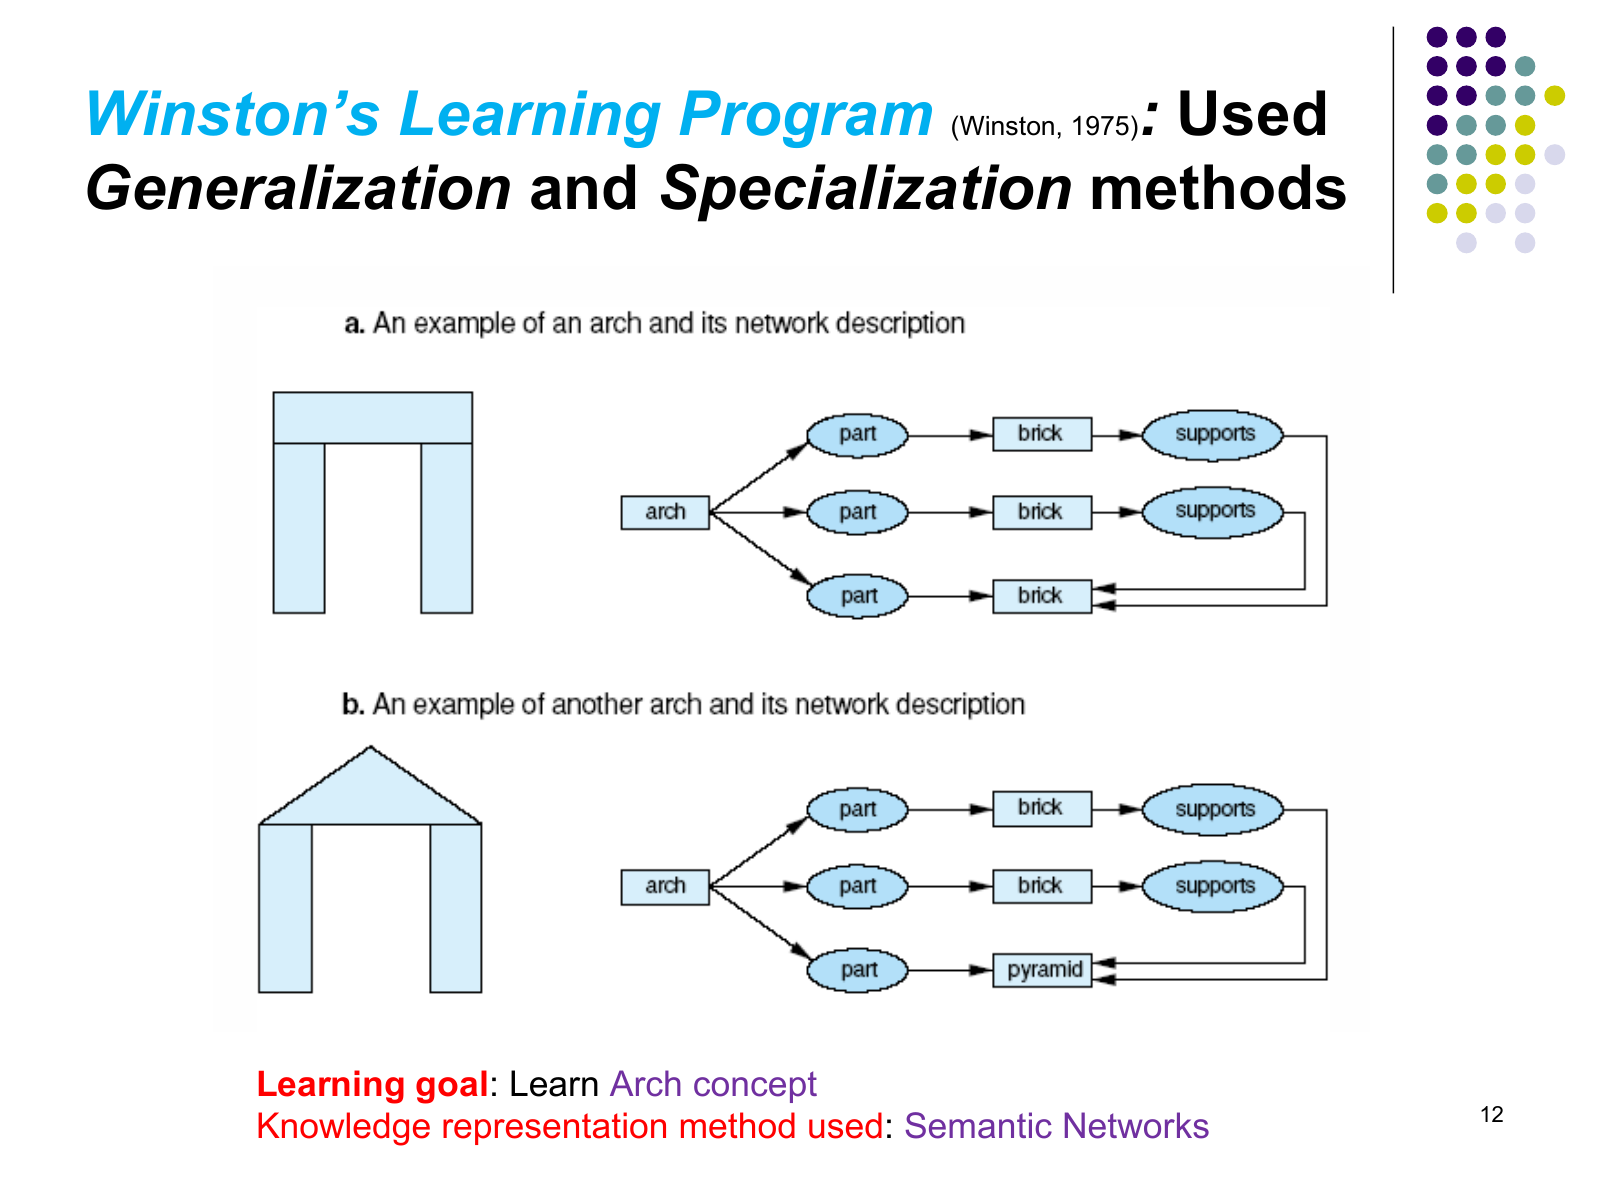 Winston’s Learning Program (Winston, 1975): Used
Generalization and Specialization methods
a. An example of an arch and its network description
part brick supports
arch part brick supports
part brick
b. An example of another arch and its network description
part brick supports
arch part brick supports
part pyramid
Learning goal: Learn Arch concept
Knowledge representation method used: Semantic Networks
12